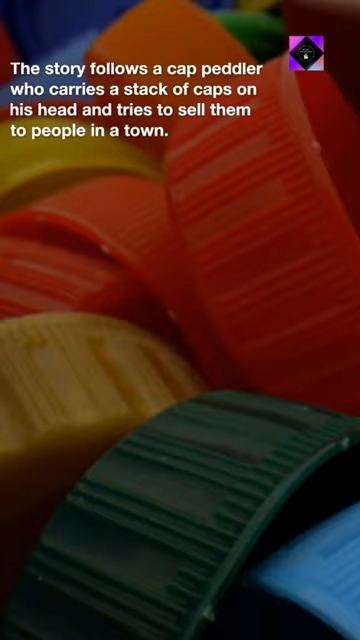 The story follows a cap peddler
who carries a stack of caps on
his head and tries to sell them
to people in a town.